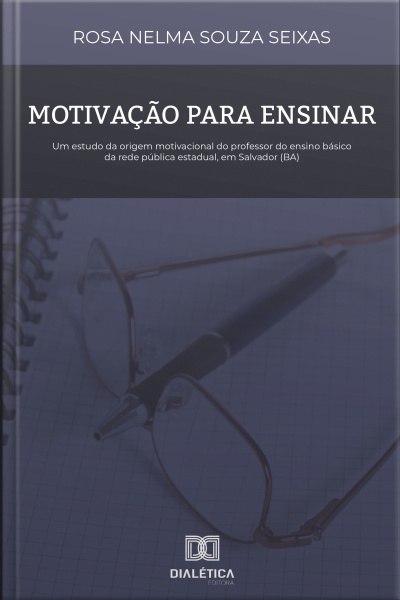 ROSA NELMA SOUZA SEIXAS
MOTIVAÇÃO PARA ENSINAR
Um estudo da origem motivacional do professor do ensino básico
da rede pública estadual, em Salvador (BA)
DIALÉTICA
EDITORA